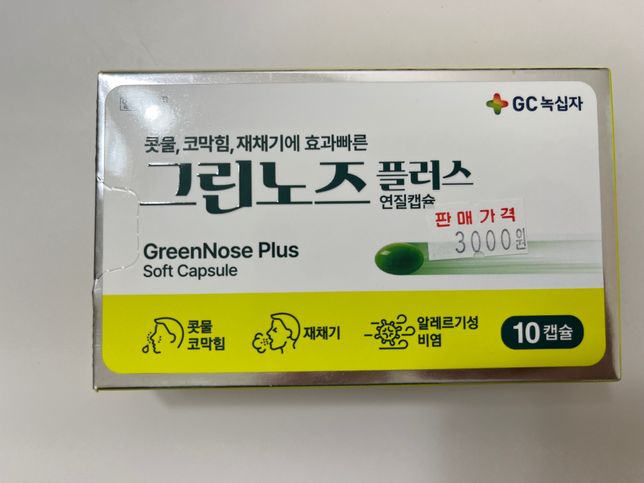 GC 녹십자
콧물, 코막힘, 재채기에 효과빠른
그린노즈 플러스
연질캡슐
판매가격
3000원
GreenNose Plus
Soft Capsule
콧물
코막힘
재채기
알레르기성
비염
10캡슐